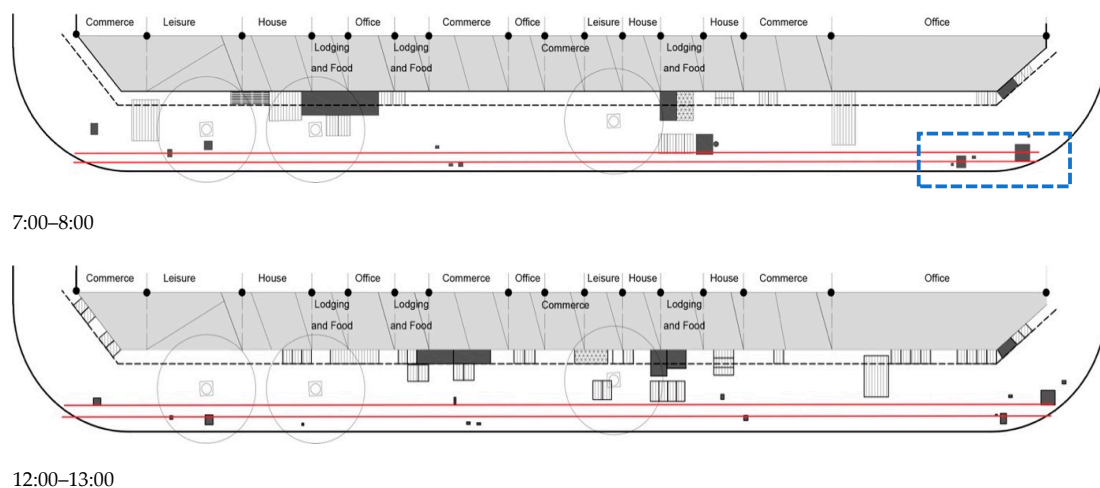 Commerce Leisure House Office Commerce Office Leisure House House Commerce Office
Lodging Lodging Commerce Lodging
and Food and Food and Food
7:00–8:00
Commerce Leisure House Office Commerce Office Leisure House House Commerce Office
Lodging Lodging Commerce Lodging
and Food and Food and Food
12:00–13:00